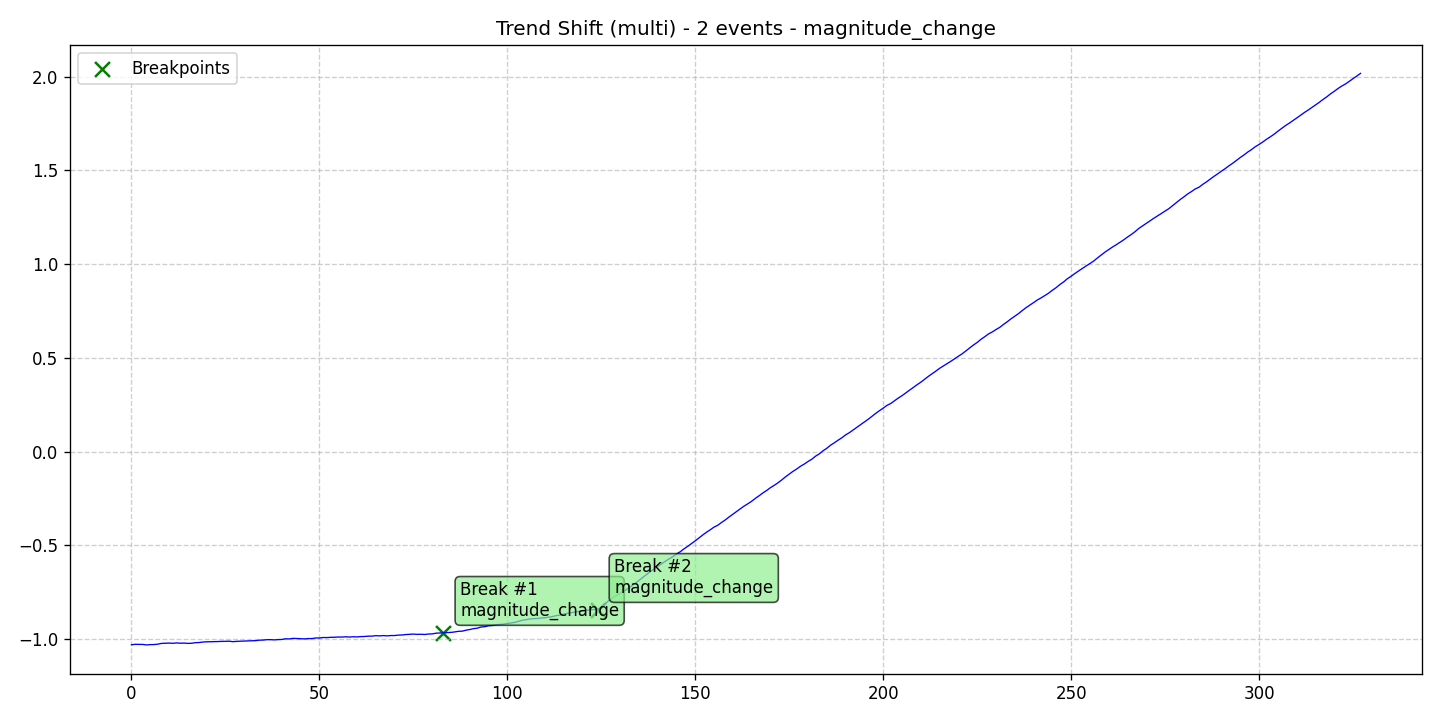 Trend Shift (multi) - 2 events - magnitude_change
Breakpoints
2.0
1.5
1.0
0.5
0.0
−0.5
−1.0
Break #1
magnitude_change
Break #2
magnitude_change
0
50
100
150
200
250
300